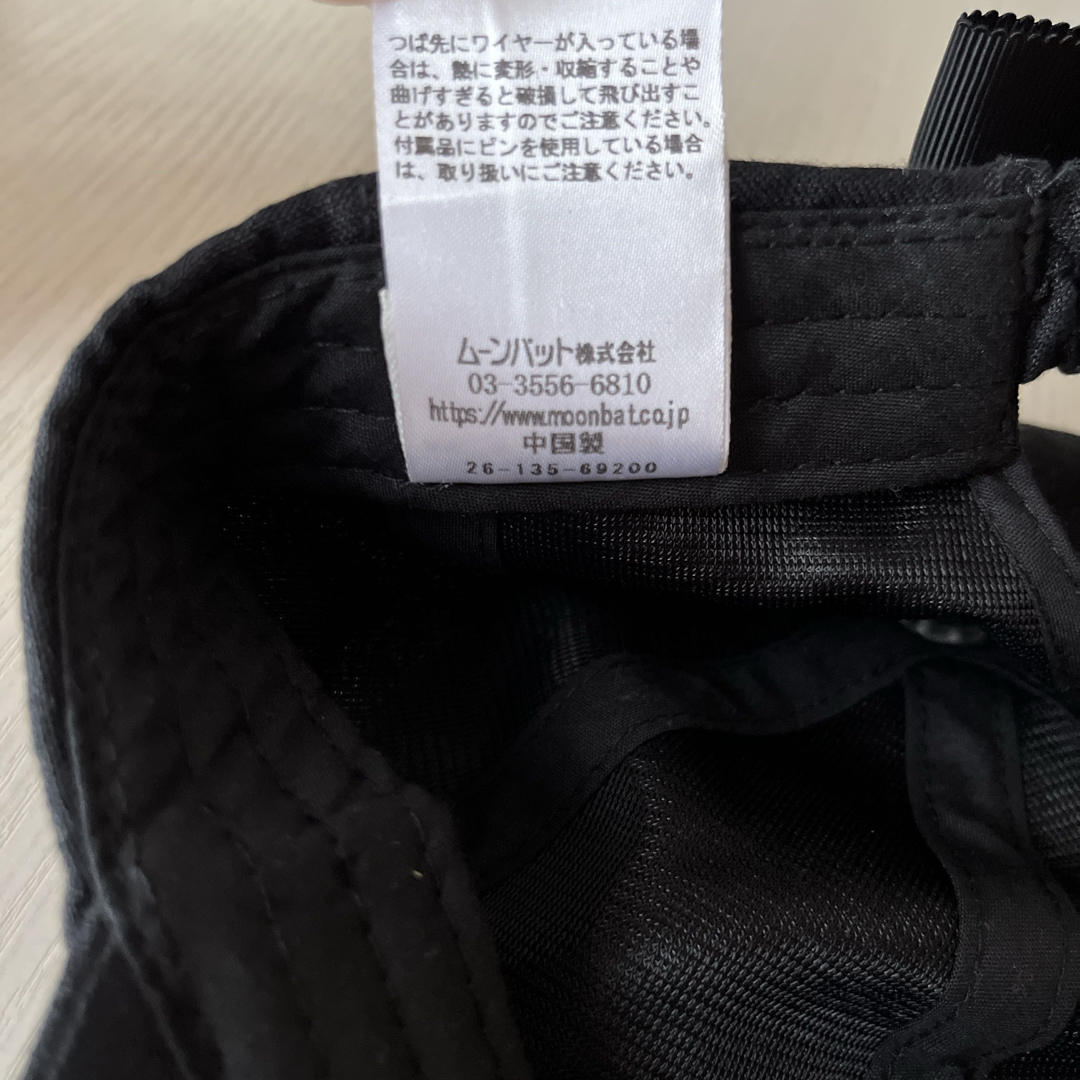 つば先にワイヤーが入っている場
合は、熱に変形・収縮することや
曲げすぎると破損して飛び出すこ
とがありますのでご注意ください。
付属品にピンを使用している場合
は、取り扱いにご注意ください。
ムーンバット株式会社
03-3556-6810
https://www.moonbat.co.jp
中国製
26-135-69200